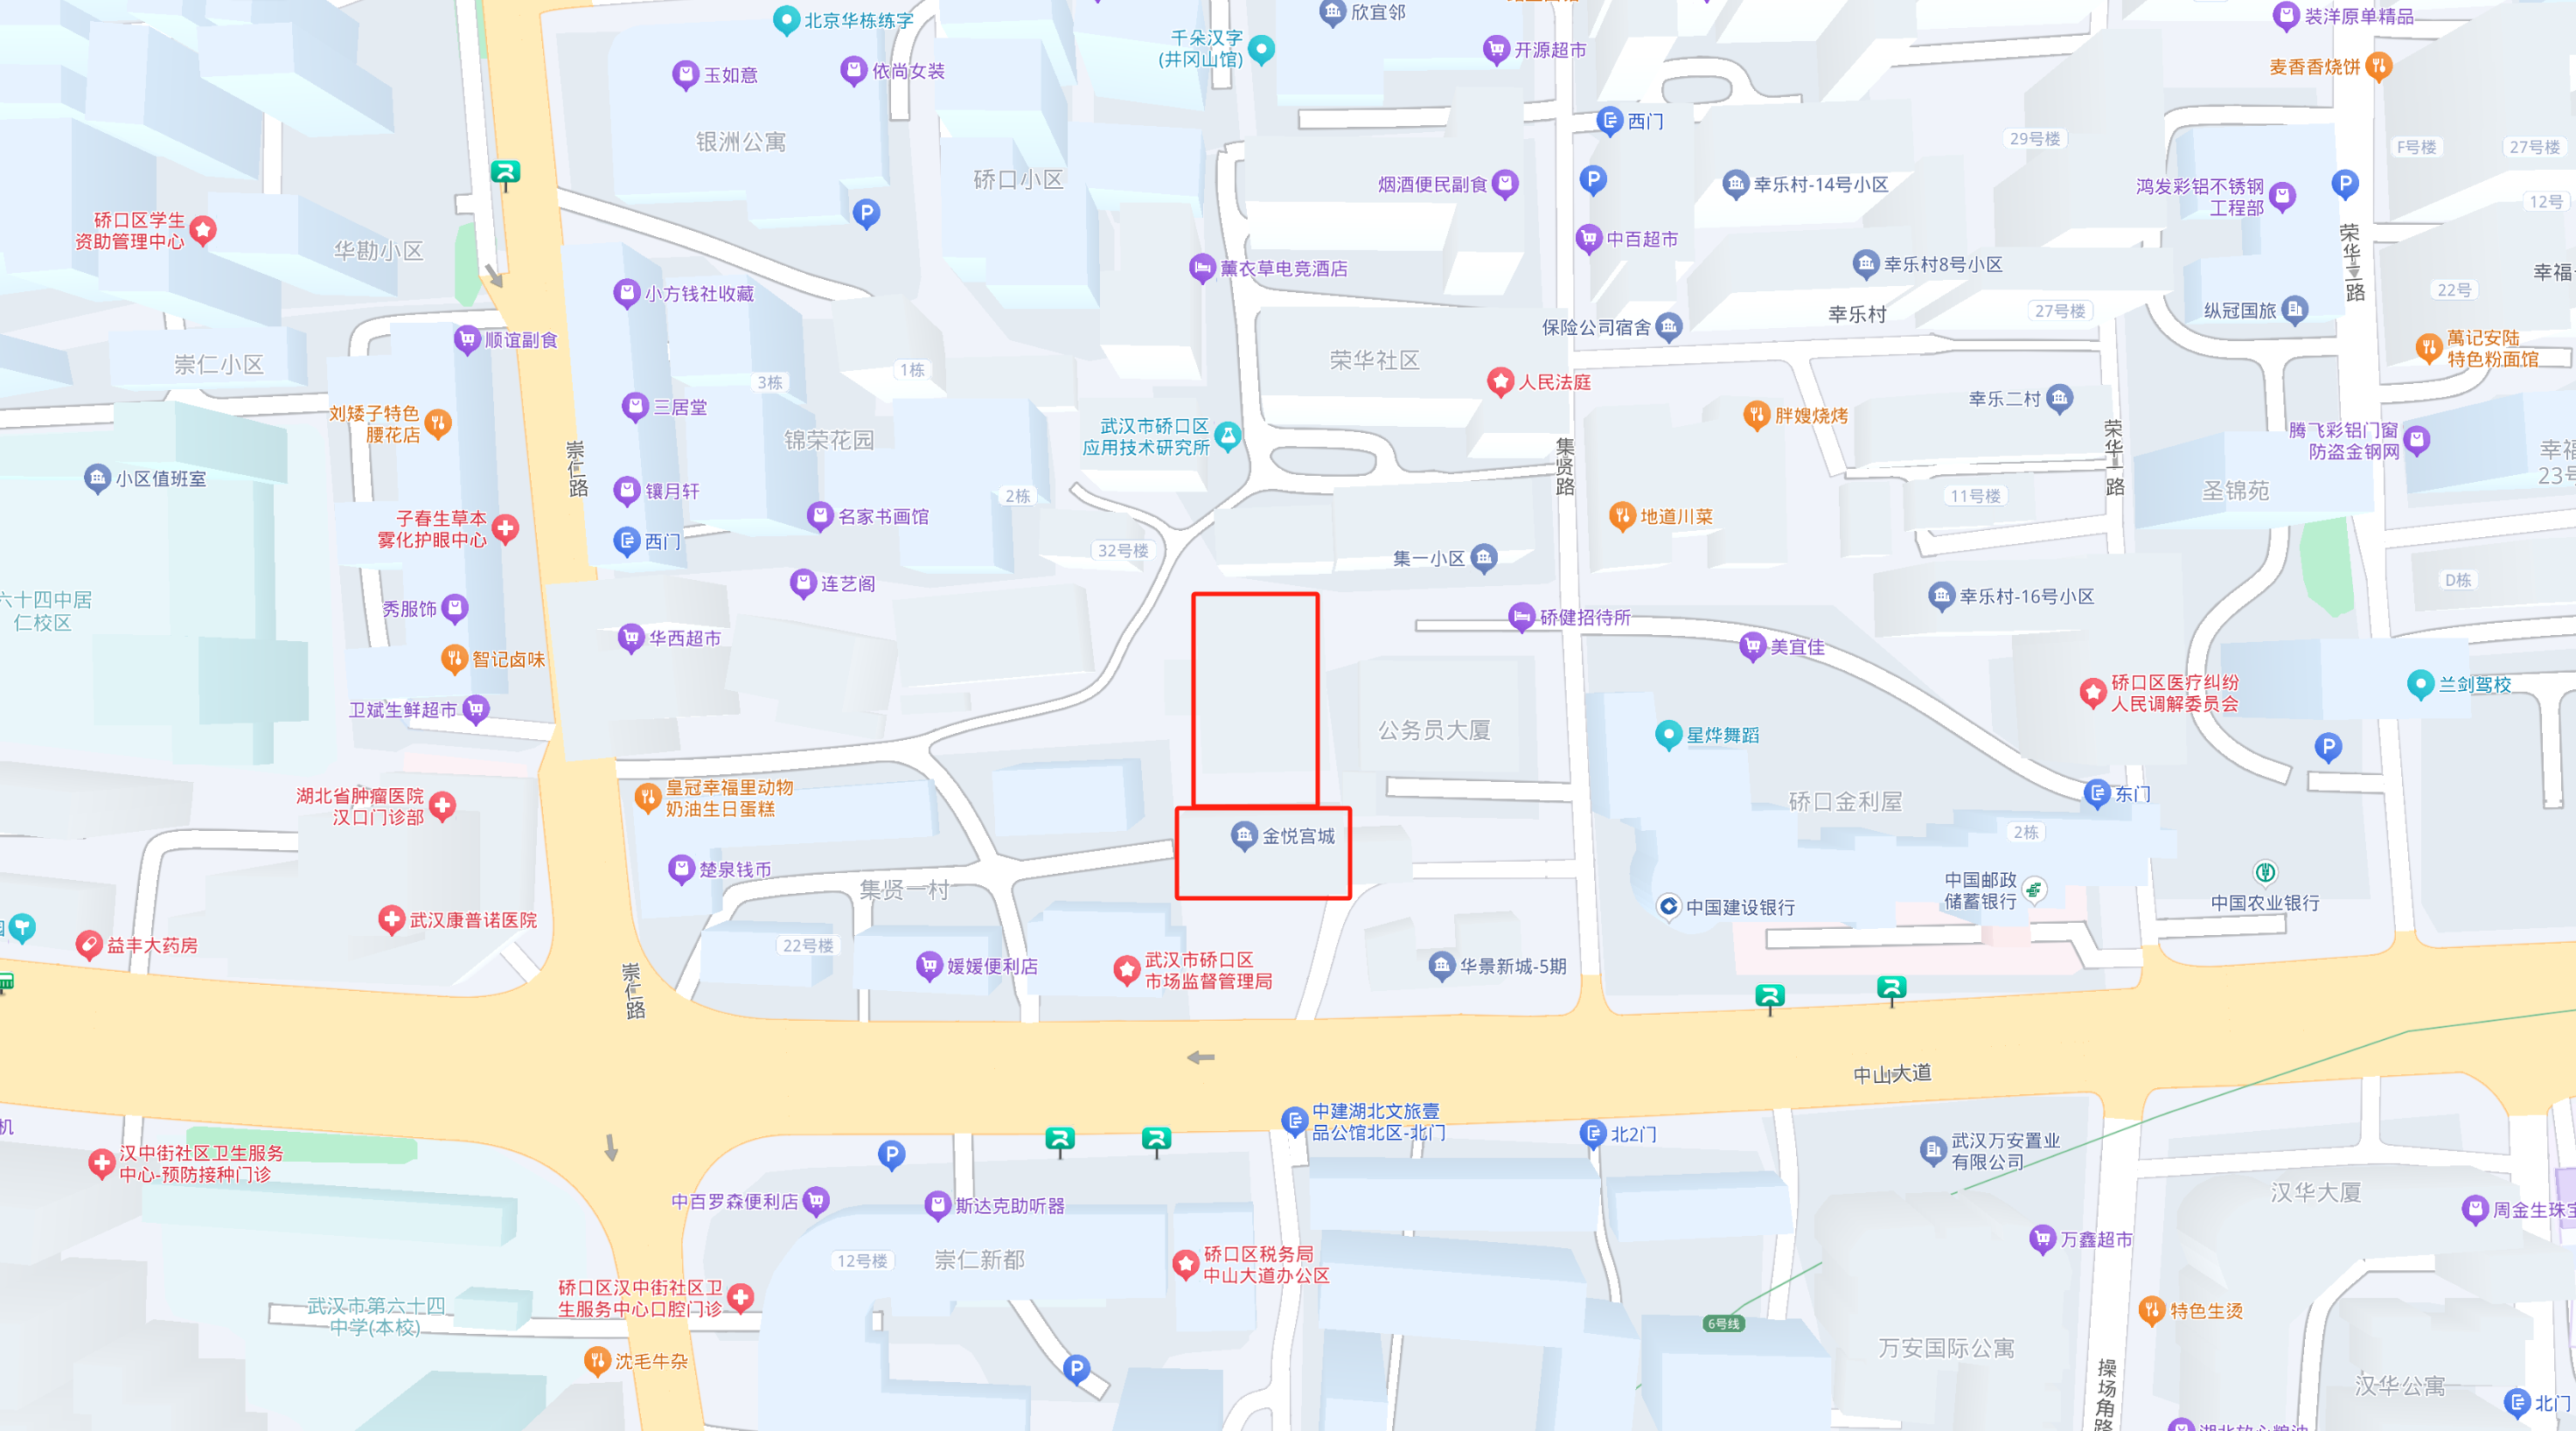 北京华栋练字
玉如意
依尚女装
银洲公寓
千朵汉字
(井冈山馆)
欣宜邻
开源超市
装洋原单精品
麦香香烧饼
西门
29号楼
F号楼
27号楼
硚口小区
烟酒便民副食
幸乐村-14号小区
鸿发彩铝不锈钢
工程部
12号
硚口区学生
资助管理中心
华勘小区
中百超市
荣华二路
薰衣草电竞酒店
幸乐村8号小区
幸福
22号
小方钱社收藏
幸乐村
27号楼
纵冠国旅
保险公司宿舍
顺谊副食
萬记安陆
特色粉面馆
崇仁小区
荣华社区
1栋
3栋
人民法庭
三居堂
幸乐二村
刘矮子特色
腰花店
胖嫂烧烤
锦荣花园
武汉市硚口区
应用技术研究所
腾飞彩铝门窗
防盗金钢网
崇仁路
集贤路
荣华一路
幸福
23号
小区值班室
镶月轩
2栋
11号楼
圣锦苑
子春生草本
雾化护眼中心
名家书画馆
地道川菜
西门
32号楼
集一小区
连艺阁
D栋
六十四中居
仁校区
秀服饰
幸乐村-16号小区
硚健招待所
华西超市
美宜佳
智记卤味
硚口区医疗纠纷
人民调解委员会
兰剑驾校
卫斌生鲜超市
公务员大厦
星烨舞蹈
皇冠幸福里动物
奶油生日蛋糕
湖北省肿瘤医院
汉口门诊部
硚口金利屋
东门
金悦宫城
2栋
楚泉钱币
集贤一村
中国邮政
储蓄银行
中国建设银行
中国农业银行
武汉康普诺医院
益丰大药房
22号楼
媛媛便利店
武汉市硚口区
市场监督管理局
华景新城-5期
崇仁路
中山大道
中建湖北文旅壹
品公馆北区-北门
北2门
机
汉中街社区卫生服务
中心-预防接种门诊
武汉万安置业
有限公司
中百罗森便利店
斯达克助听器
汉华大厦
周金生珠宝
万鑫超市
12号楼
崇仁新都
硚口区税务局
中山大道办公区
硚口区汉中街社区卫
生服务中心口腔门诊
武汉市第六十四
中学(本校)
6号线
特色生烫
万安国际公寓
沈毛牛杂
操场角路
汉华公寓
北门